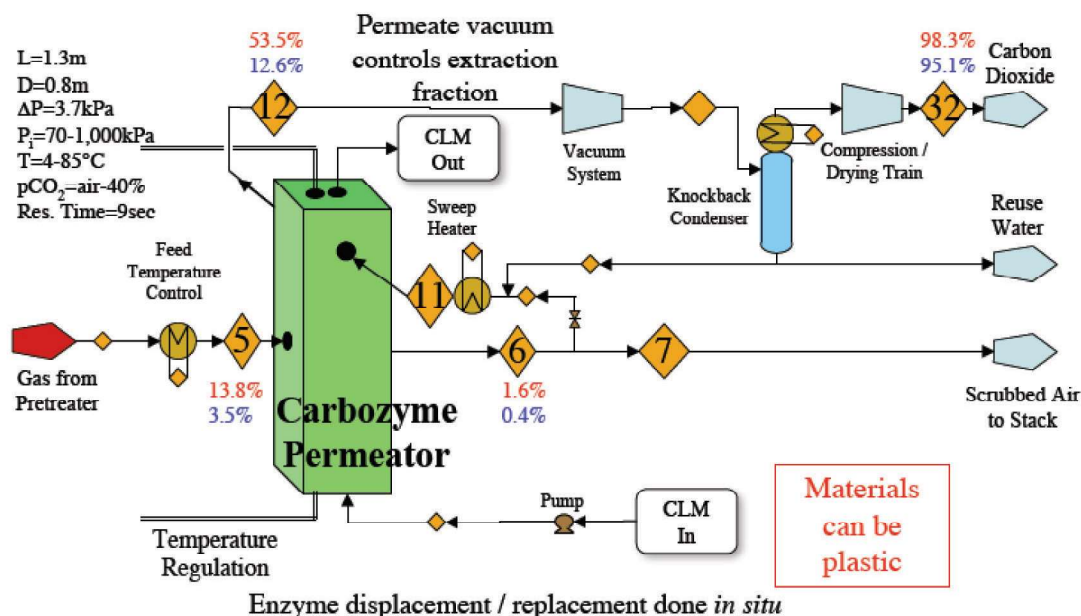 L=1.3m
D=0.8m
ΔP=3.7kPa
Pᵢ=70-1,000kPa
T=4-85°C
pCO₂=air-40%
Res. Time=9sec
53.5%
12.6%
12
Permeate vacuum
controls extraction
fraction
98.3%
95.1%
32
Carbon
Dioxide
CLM
Out
Vacuum
System
Compression /
Drying Train
Knockback
Condenser
Reuse
Water
Sweep
Heater
11
Feed
Temperature
Control
5
6
7
Gas from
Pretreater
13.8%
3.5%
1.6%
0.4%
Scrubbed Air
to Stack
Carbozyme
Permeator
Pump
CLM
In
Materials
can be
plastic
Temperature
Regulation
Enzyme displacement / replacement done in situ